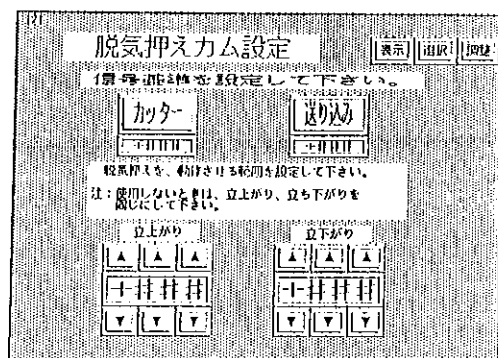 脱気押えカム設定
表示 選択 調整
信号遊離を設定して下さい。
カッター 送り込み
脱気押えを、動作させる範囲を設定して下さい。
注：使用しないときは、立上がり、立ち下がりを
同じにして下さい。
立上がり 立下がり
▲ ▲ ▲ ▲ ▲ ▲
▼ ▼ ▼ ▼ ▼ ▼